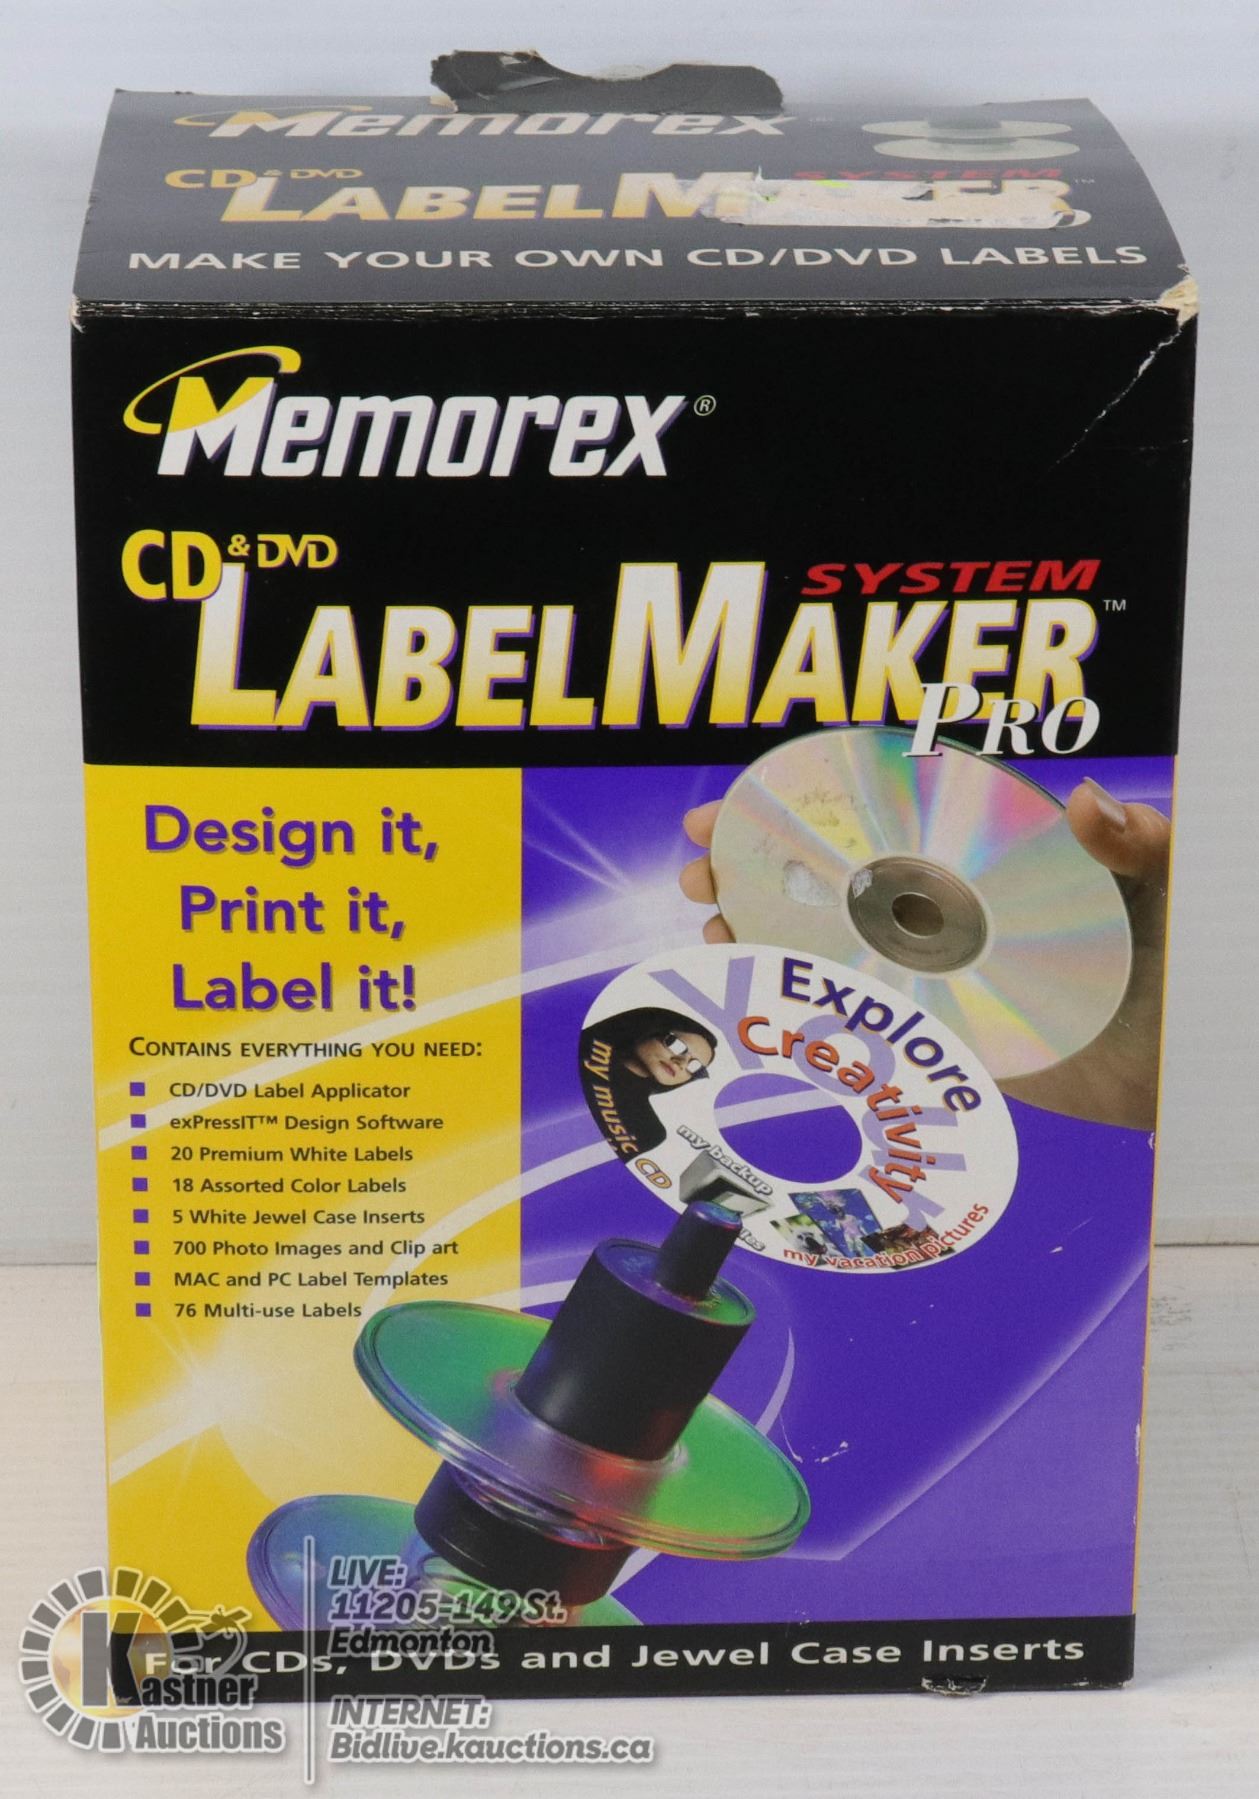 Memorex
CD & DVD
SYSTEM
LABELMAKER™
MAKE YOUR OWN CD/DVD LABELS
Memorex®
CD & DVD
SYSTEM
LABELMAKER™
PRO
Design it,
Print it,
Label it!
CONTAINS EVERYTHING YOU NEED:
CD/DVD Label Applicator
exPressIT™ Design Software
20 Premium White Labels
18 Assorted Color Labels
5 White Jewel Case Inserts
700 Photo Images and Clip art
MAC and PC Label Templates
76 Multi-use Labels
Explore
Your
Creativity
my music CD
my backup
my vacation pictures
For CDs, DVDs and Jewel Case Inserts
Kastner
Auctions
LIVE:
11205-149 St.
Edmonton
INTERNET:
Bidlive.kauctions.ca